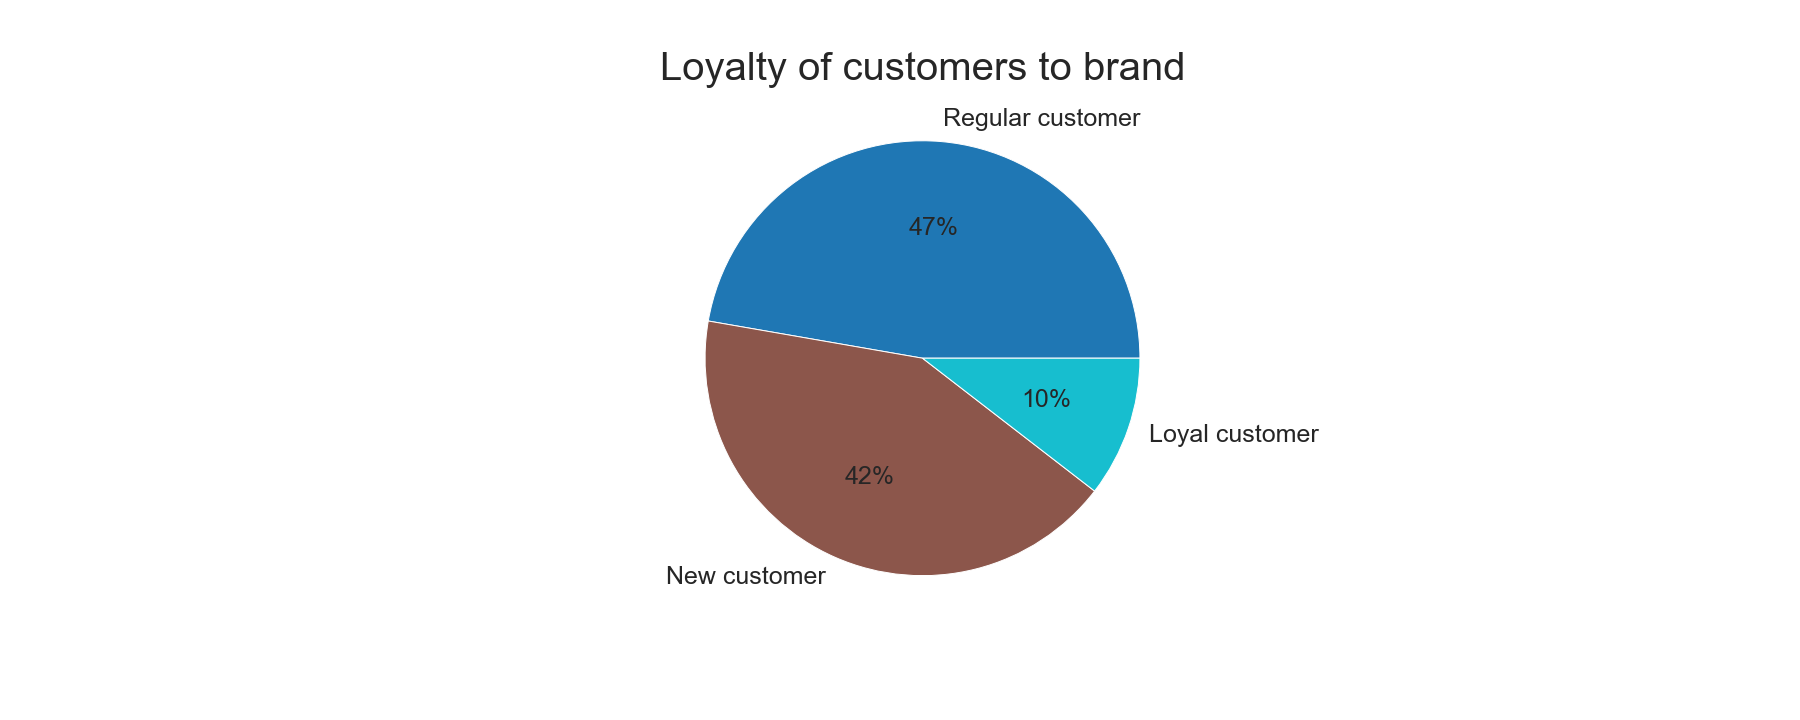 Loyalty of customers to brand
Regular customer
47%
10%
Loyal customer
42%
New customer